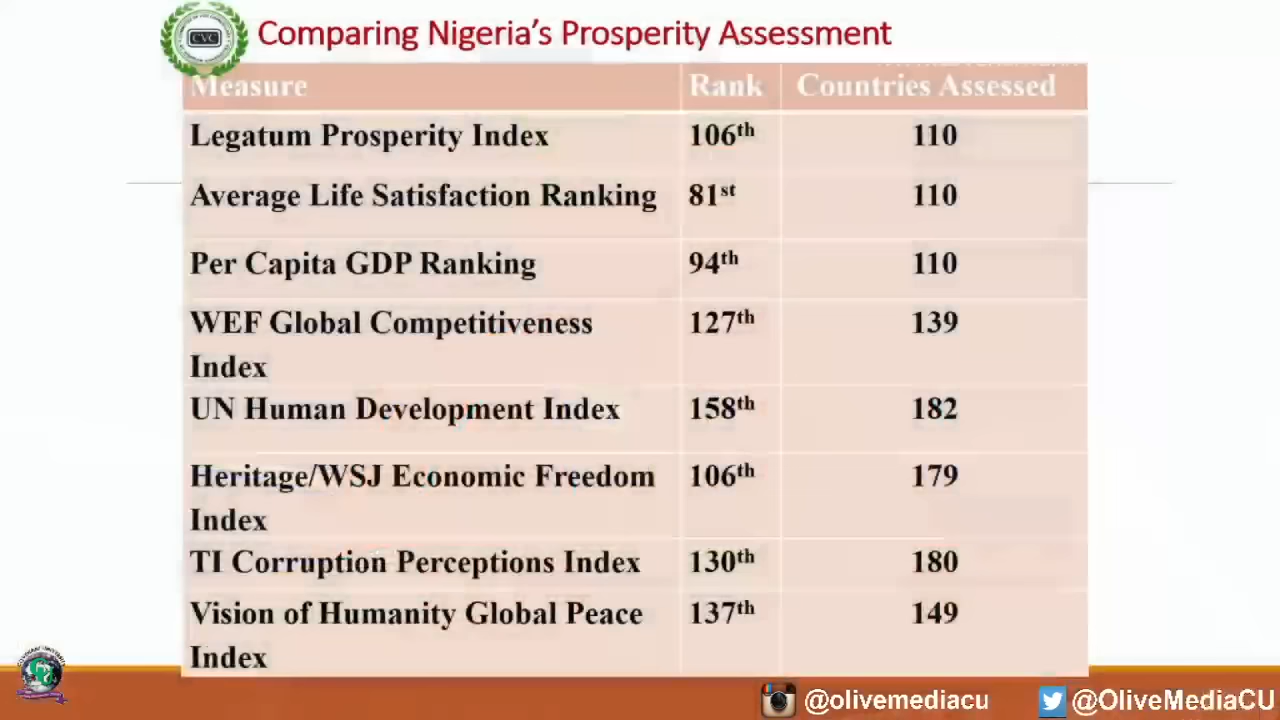 CVC
Comparing Nigeria's Prosperity Assessment
Measure Rank Countries Assessed
Legatum Prosperity Index 106th 110
Average Life Satisfaction Ranking 81st 110
Per Capita GDP Ranking 94th 110
WEF Global Competitiveness 127th 139
Index
UN Human Development Index 158th 182
Heritage/WSJ Economic Freedom 106th 179
Index
TI Corruption Perceptions Index 130th 180
Vision of Humanity Global Peace 137th 149
Index
@olivemediacu @OliveMediaCU